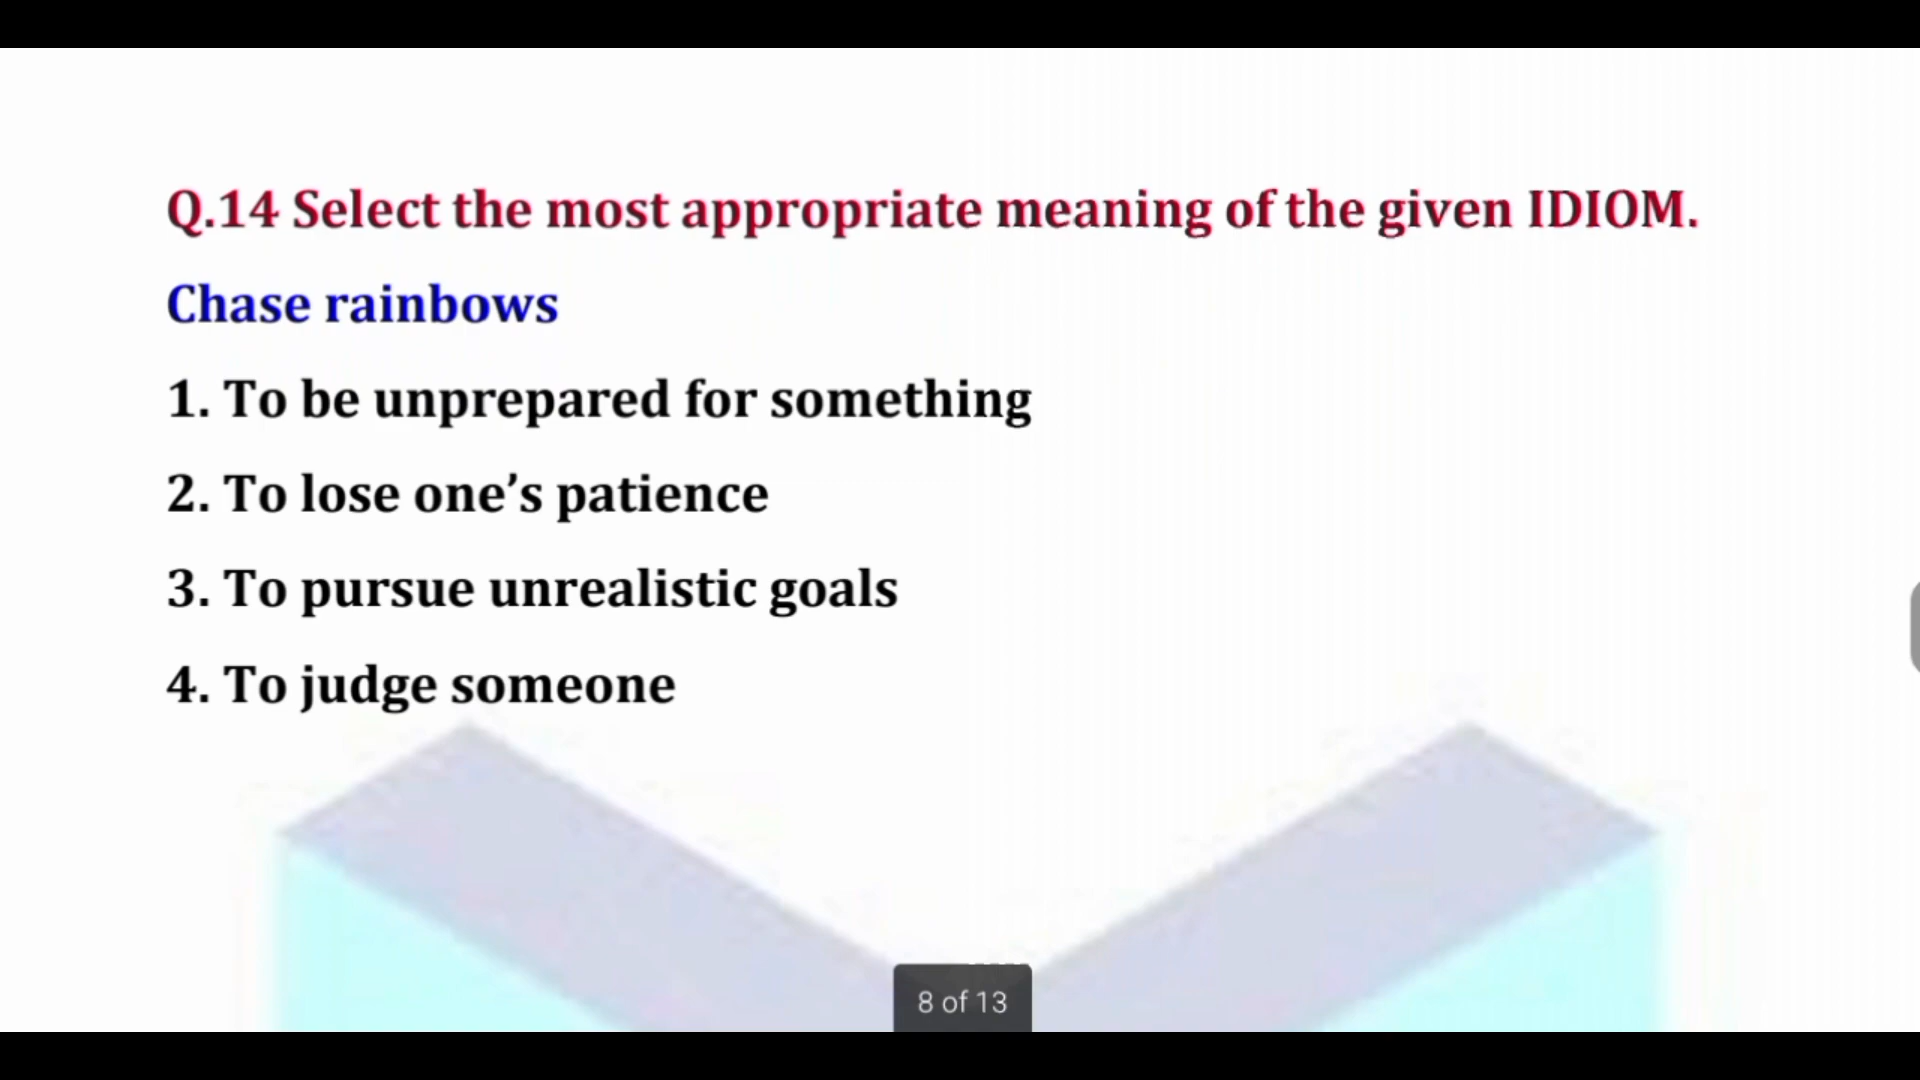 Q.14 Select the most appropriate meaning of the given IDIOM.
Chase rainbows
1. To be unprepared for something
2. To lose one’s patience
3. To pursue unrealistic goals
4. To judge someone
8 of 13